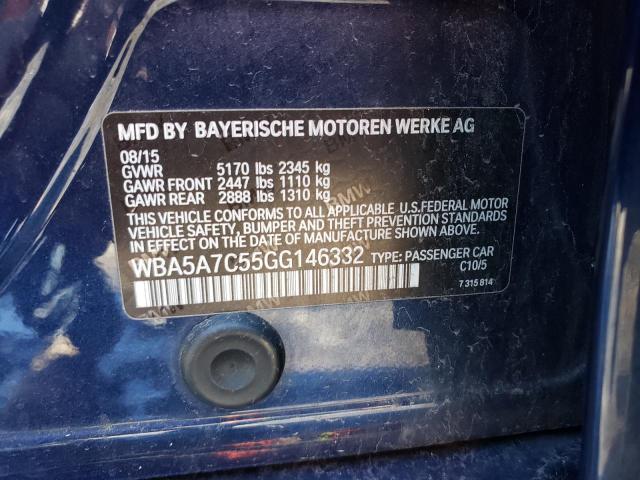 MFD BY BAYERISCHE MOTOREN WERKE AG
08/15
GVWR 5170 lbs 2345 kg
GAWR FRONT 2447 lbs 1110 kg
GAWR REAR 2888 lbs 1310 kg
THIS VEHICLE CONFORMS TO ALL APPLICABLE U.S. FEDERAL MOTOR
VEHICLE SAFETY, BUMPER, AND THEFT PREVENTION STANDARDS
IN EFFECT ON THE DATE OF MANUFACTURE SHOWN ABOVE.
WBA5A7C55GG146332 TYPE: PASSENGER CAR
C10/5
7 315 814